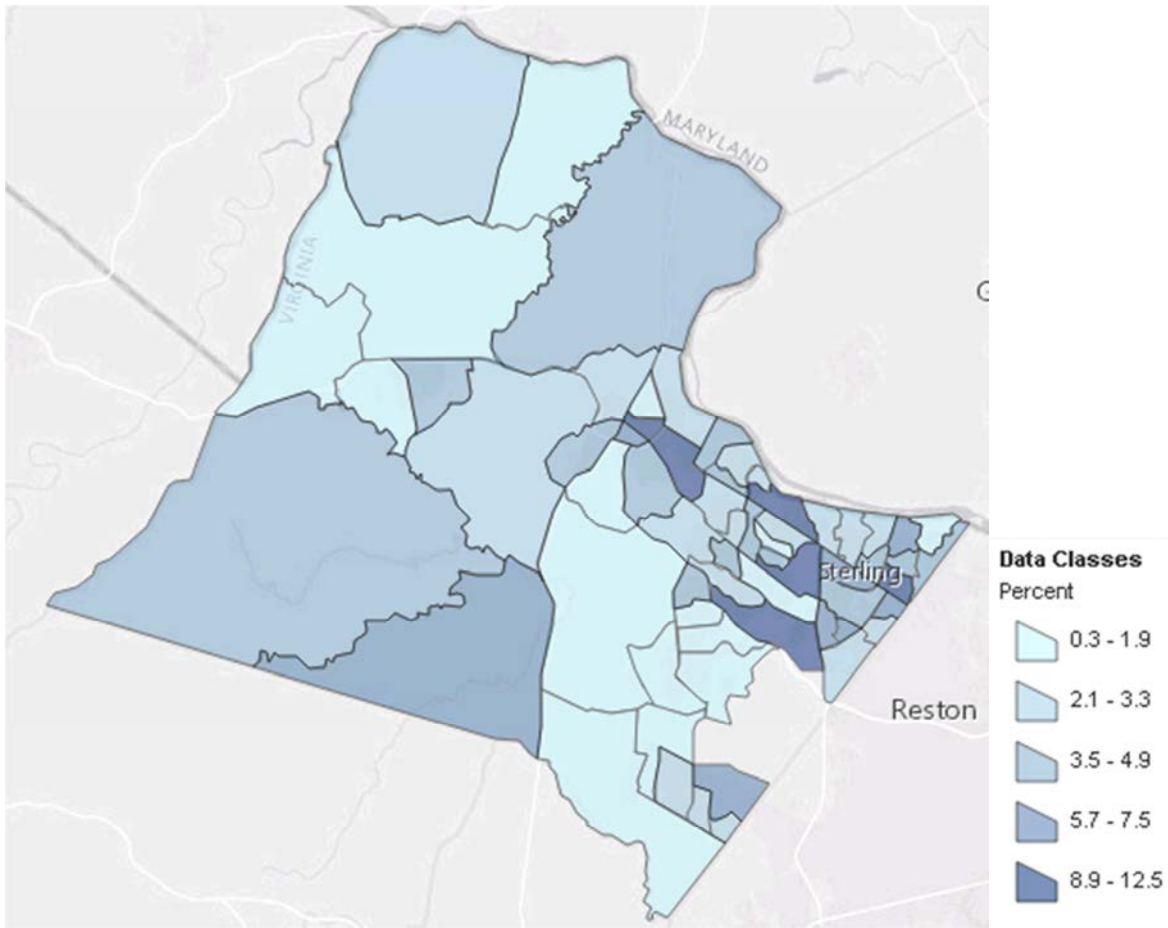 MARYLAND
VIRGINIA
G
Sterling
Reston
Data Classes
Percent
0.3 - 1.9
2.1 - 3.3
3.5 - 4.9
5.7 - 7.5
8.9 - 12.5